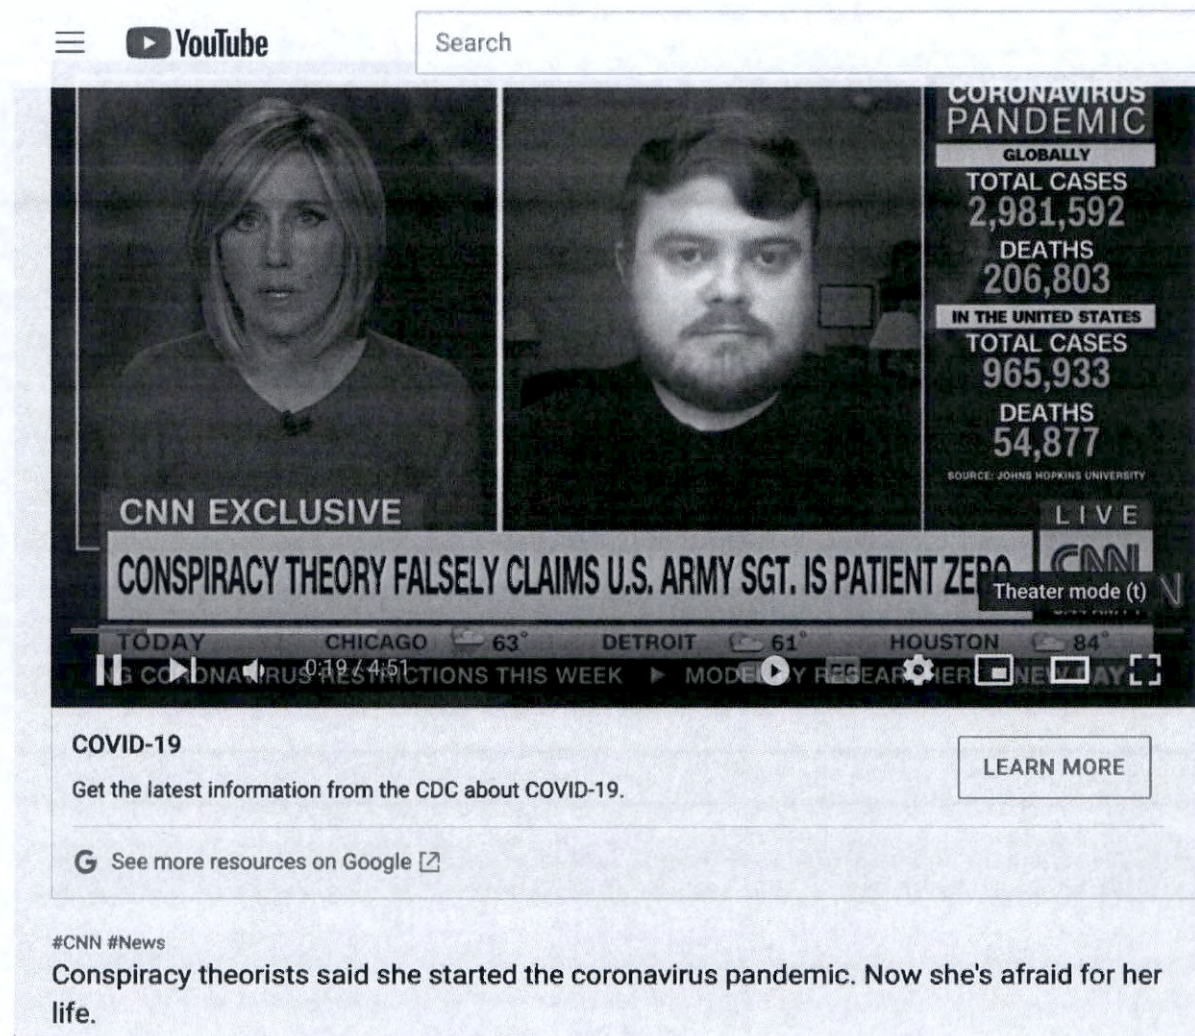 YouTube
Search
CORONAVIRUS
PANDEMIC
GLOBALLY
TOTAL CASES
2,981,592
DEATHS
206,803
IN THE UNITED STATES
TOTAL CASES
965,933
DEATHS
54,877
SOURCE: JOHNS HOPKINS UNIVERSITY
CNN EXCLUSIVE
LIVE
CNN
CONSPIRACY THEORY FALSELY CLAIMS U.S. ARMY SGT. IS PATIENT ZERO
Theater mode (t)
TODAY CHICAGO 63° DETROIT 61° HOUSTON 84°
0:19 / 4:51
CORONAVIRUS RESTRICTIONS THIS WEEK
CC
NEW DAY
COVID-19
Get the latest information from the CDC about COVID-19.
LEARN MORE
G See more resources on Google
#CNN #News
Conspiracy theorists said she started the coronavirus pandemic. Now she's afraid for her
life.